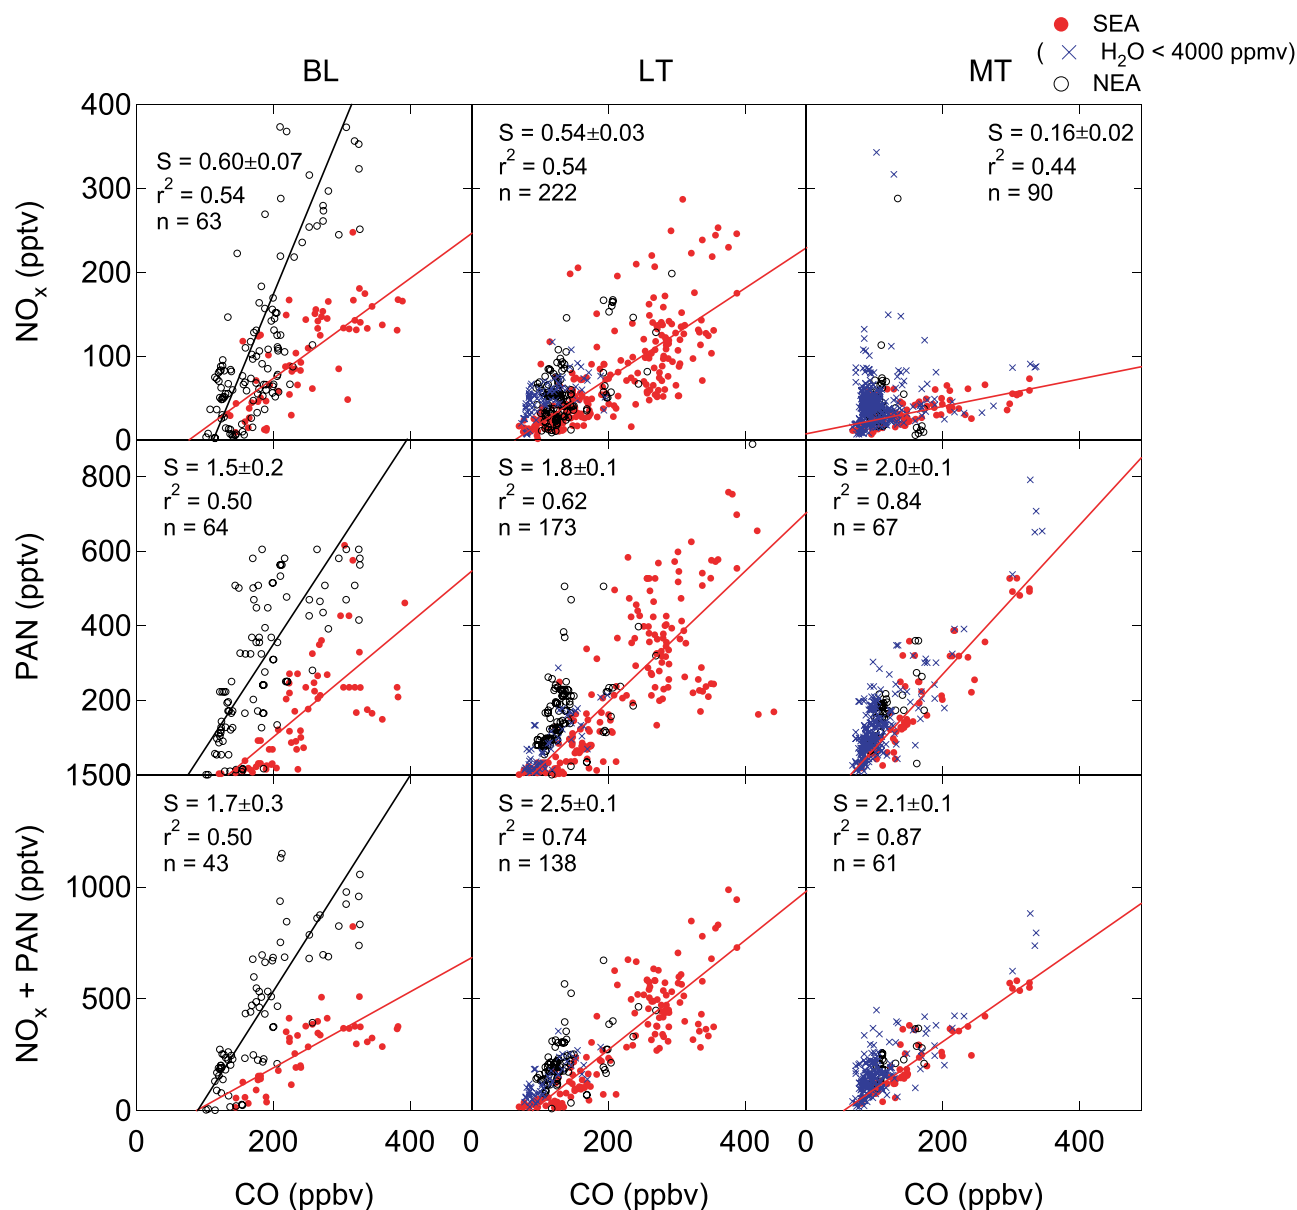 SEA
( × H₂O < 4000 ppmv)
NEA
BL LT MT
400
300
200
100
0
NOₓ (pptv)
S = 0.60±0.07
r² = 0.54
n = 63
S = 0.54±0.03
r² = 0.54
n = 222
S = 0.16±0.02
r² = 0.44
n = 90
800
600
400
200
PAN (pptv)
S = 1.5±0.2
r² = 0.50
n = 64
S = 1.8±0.1
r² = 0.62
n = 173
S = 2.0±0.1
r² = 0.84
n = 67
1500
1000
500
0
NOₓ + PAN (pptv)
S = 1.7±0.3
r² = 0.50
n = 43
S = 2.5±0.1
r² = 0.74
n = 138
S = 2.1±0.1
r² = 0.87
n = 61
0 200 400 0 200 400 0 200 400
CO (ppbv) CO (ppbv) CO (ppbv)